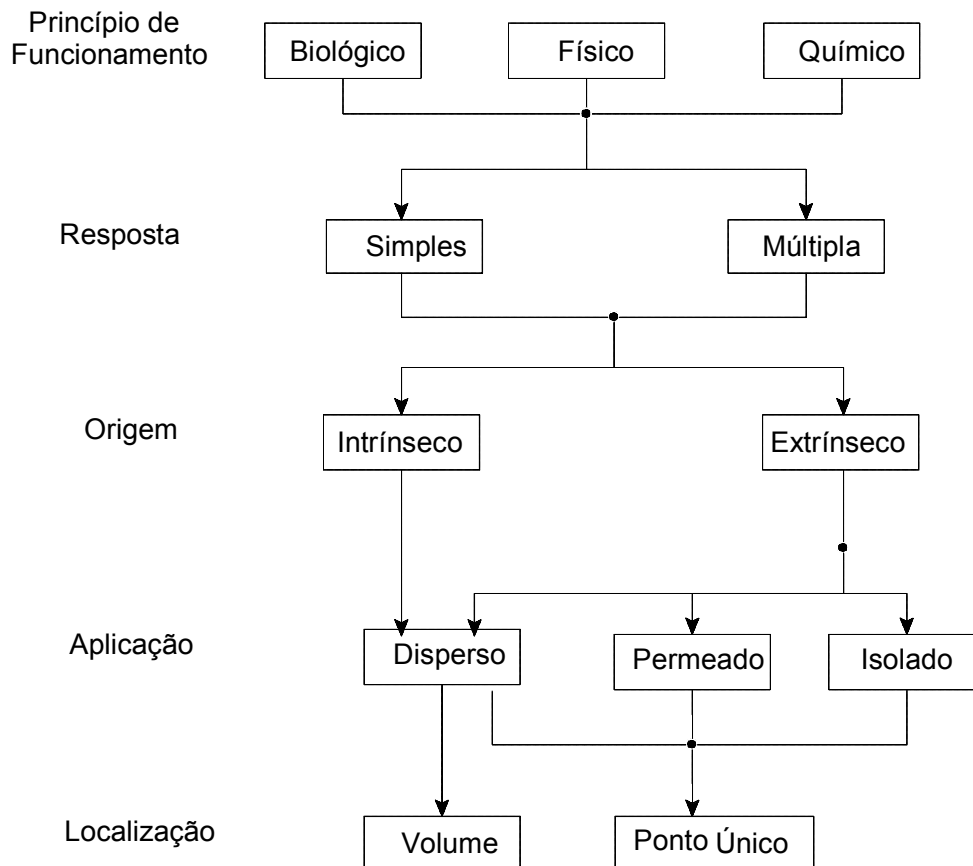 Princípio de
Funcionamento
Biológico Físico Químico
Resposta
Simples Múltipla
Origem
Intrínseco Extrínseco
Aplicação
Disperso Permeado Isolado
Localização
Volume Ponto Único